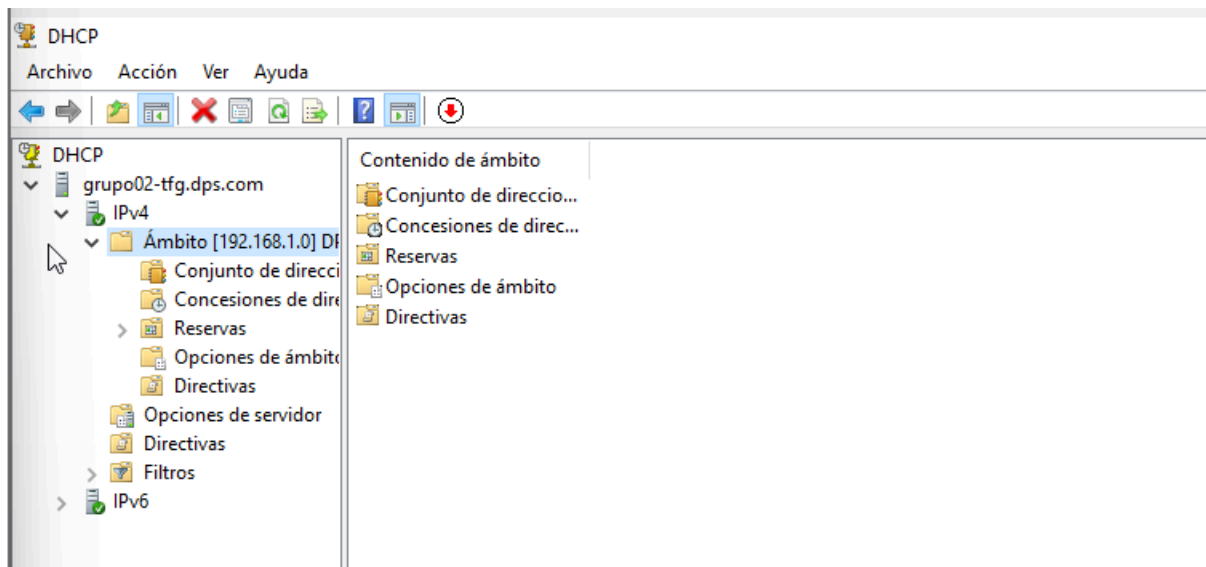 DHCP
Archivo Acción Ver Ayuda
DHCP
grupo02-tfg.dps.com
IPv4
Ámbito [192.168.1.0] DP
Conjunto de direcci
Concesiones de dire
Reservas
Opciones de ámbito
Directivas
Opciones de servidor
Directivas
Filtros
IPv6
Contenido de ámbito
Conjunto de direccio...
Concesiones de direc...
Reservas
Opciones de ámbito
Directivas